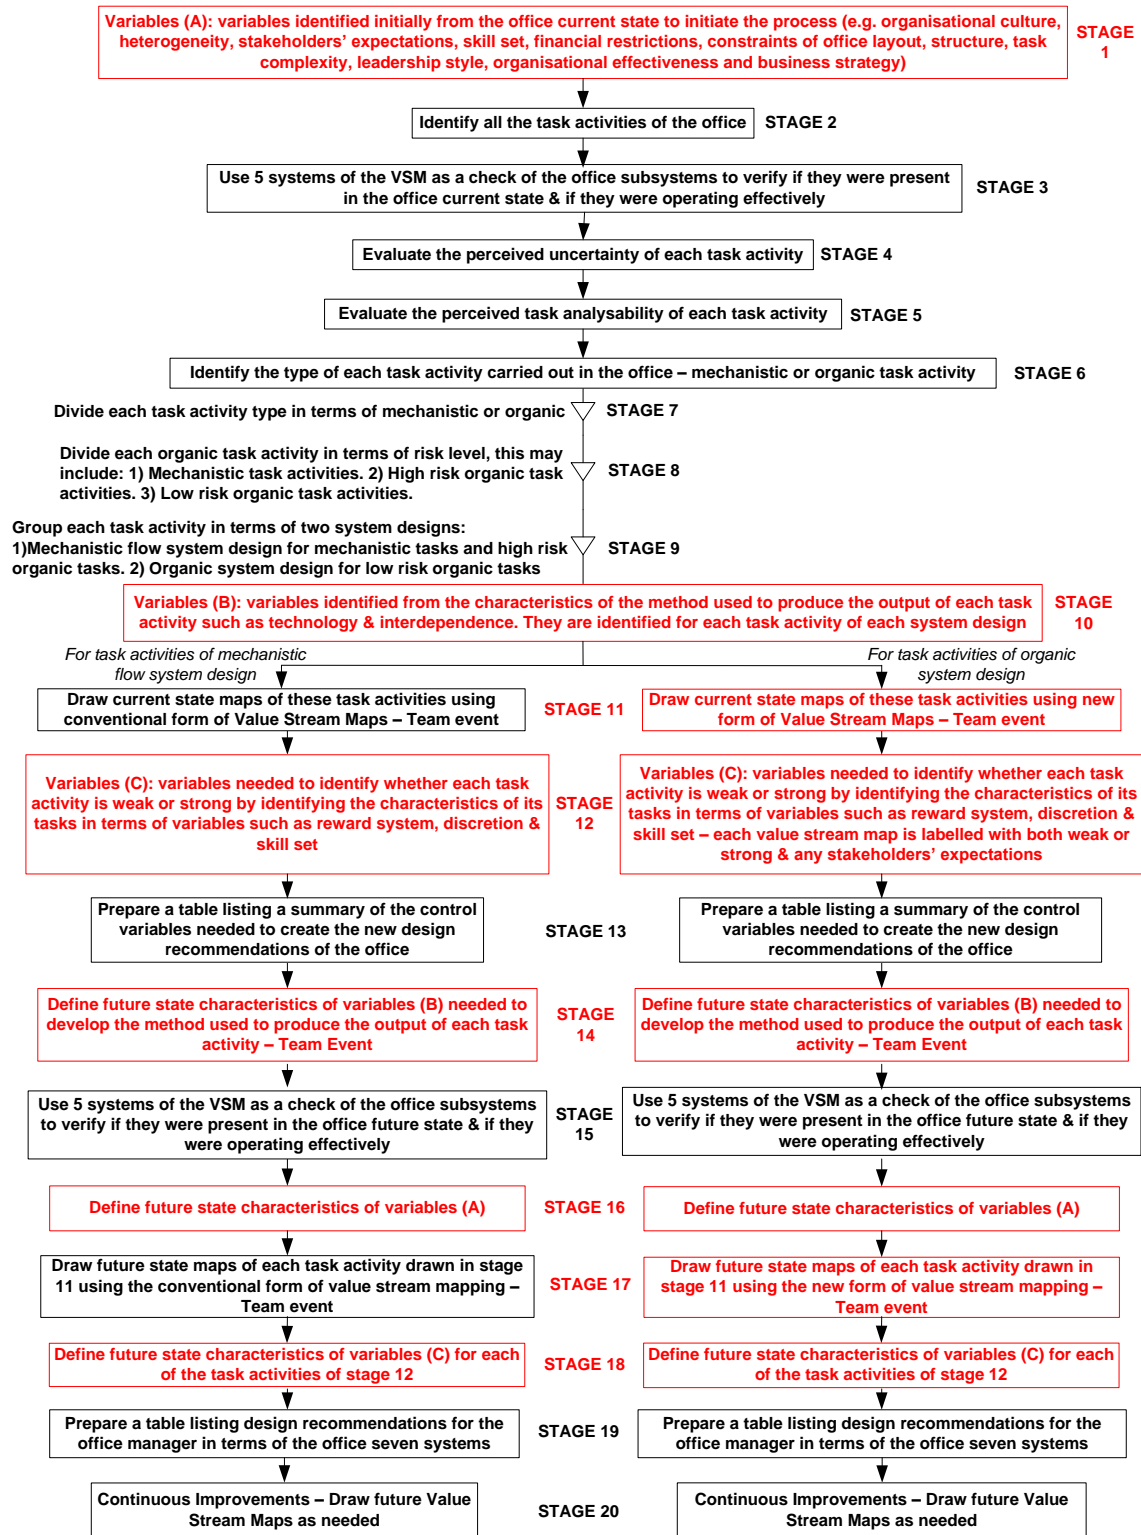 Variables (A): variables identified initially from the office current state to initiate the process (e.g. organisational culture,
heterogeneity, stakeholders’ expectations, skill set, financial restrictions, constraints of office layout, structure, task
complexity, leadership style, organisational effectiveness and business strategy)
STAGE
1
Identify all the task activities of the office
STAGE 2
Use 5 systems of the VSM as a check of the office subsystems to verify if they were present
in the office current state & if they were operating effectively
STAGE 3
Evaluate the perceived uncertainty of each task activity
STAGE 4
Evaluate the perceived task analysability of each task activity
STAGE 5
Identify the type of each task activity carried out in the office – mechanistic or organic task activity
STAGE 6
Divide each task activity type in terms of mechanistic or organic
STAGE 7
Divide each organic task activity in terms of risk level, this may
include: 1) Mechanistic task activities. 2) High risk organic task
activities. 3) Low risk organic task activities.
STAGE 8
Group each task activity in terms of two system designs:
1)Mechanistic flow system design for mechanistic tasks and high risk
organic tasks. 2) Organic system design for low risk organic tasks
STAGE 9
Variables (B): variables identified from the characteristics of the method used to produce the output of each task
activity such as technology & interdependence. They are identified for each task activity of each system design
STAGE
10
For task activities of mechanistic
flow system design
For task activities of organic
system design
Draw current state maps of these task activities using
conventional form of Value Stream Maps – Team event
STAGE 11
Draw current state maps of these task activities using new
form of Value Stream Maps – Team event
Variables (C): variables needed to identify whether each task
activity is weak or strong by identifying the characteristics of its
tasks in terms of variables such as reward system, discretion &
skill set
STAGE
12
Variables (C): variables needed to identify whether each task
activity is weak or strong by identifying the characteristics of its
tasks in terms of variables such as reward system, discretion &
skill set – each value stream map is labelled with both weak or
strong & any stakeholders’ expectations
Prepare a table listing a summary of the control
variables needed to create the new design
recommendations of the office
STAGE 13
Prepare a table listing a summary of the control
variables needed to create the new design
recommendations of the office
Define future state characteristics of variables (B) needed to
develop the method used to produce the output of each task
activity – Team Event
STAGE
14
Define future state characteristics of variables (B) needed to
develop the method used to produce the output of each task
activity – Team Event
Use 5 systems of the VSM as a check of the office subsystems
to verify if they were present in the office future state & if they
were operating effectively
STAGE
15
Use 5 systems of the VSM as a check of the office subsystems
to verify if they were present in the office future state & if they
were operating effectively
Define future state characteristics of variables (A)
STAGE 16
Define future state characteristics of variables (A)
Draw future state maps of each task activity drawn in stage
11 using the conventional form of value stream mapping –
Team event
STAGE 17
Draw future state maps of each task activity drawn in
stage 11 using the new form of value stream mapping –
Team event
Define future state characteristics of variables (C) for each
of the task activities of stage 12
STAGE 18
Define future state characteristics of variables (C) for each
of the task activities of stage 12
Prepare a table listing design recommendations for the
office manager in terms of the office seven systems
STAGE 19
Prepare a table listing design recommendations for the
office manager in terms of the office seven systems
Continuous Improvements – Draw future Value
Stream Maps as needed
STAGE 20
Continuous Improvements – Draw future Value
Stream Maps as needed